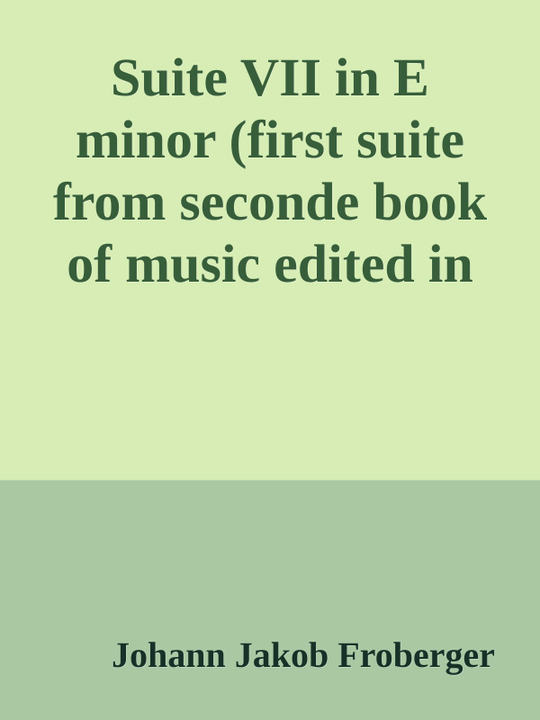 Suite VII in E
minor (first suite
from seconde book
of music edited in
Johann Jakob Froberger